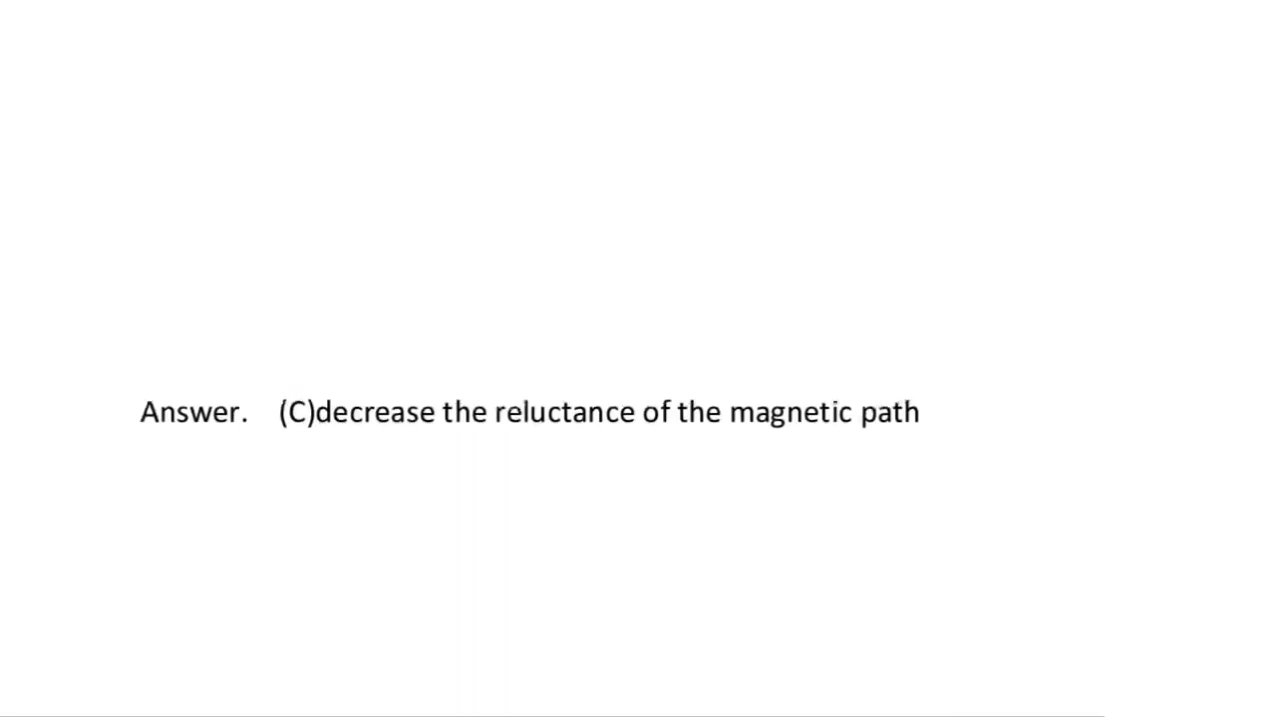 Answer. (C)decrease the reluctance of the magnetic path